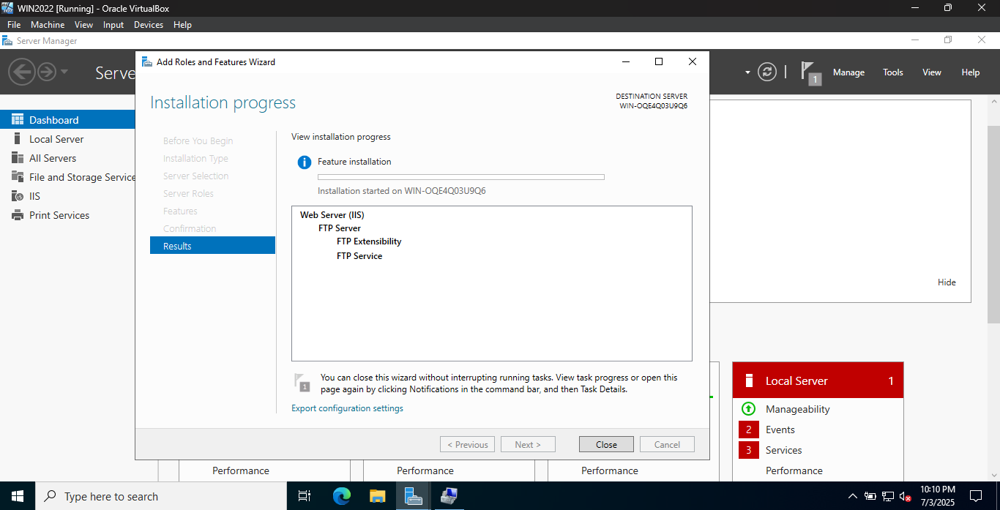 WIN2022 [Running] - Oracle VirtualBox
File Machine View Input Devices Help
Server Manager
Serve
1
Manage Tools View Help
Dashboard
Local Server
All Servers
File and Storage Service
IIS
Print Services
Add Roles and Features Wizard
Installation progress
DESTINATION SERVER
WIN-OQE4Q03U9Q6
Before You Begin
Installation Type
Server Selection
Server Roles
Features
Confirmation
Results
View installation progress
Feature installation
Installation started on WIN-OQE4Q03U9Q6
Web Server (IIS)
FTP Server
FTP Extensibility
FTP Service
1
You can close this wizard without interrupting running tasks. View task progress or open this
page again by clicking Notifications in the command bar, and then Task Details.
Export configuration settings
< Previous Next > Close Cancel
Hide
Local Server 1
Manageability
2 Events
3 Services
Performance Performance Performance Performance
Type here to search
10:10 PM
7/3/2025